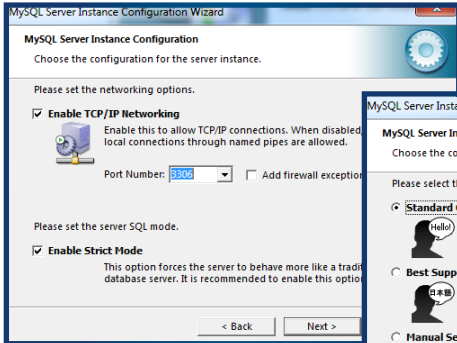 MySQL Server Instance Configuration Wizard
MySQL Server Instance Configuration
Choose the configuration for the server instance.
Please set the networking options.
Enable TCP/IP Networking
Enable this to allow TCP/IP connections. When disabled,
local connections through named pipes are allowed.
Port Number: 3306
Add firewall exception
Please set the server SQL mode.
Enable Strict Mode
This option forces the server to behave more like a tradit
database server. It is recommended to enable this option
< Back
Next >
MySQL Server Insta
MySQL Server In
Choose the co
Please select t
Standard
Hello!
Best Supp
日本語
Manual Se